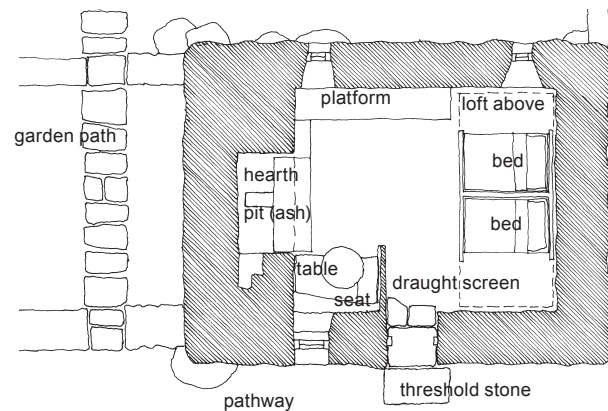 platform
loft above
garden path
bed
hearth
pit (ash)
bed
table
draught screen
seat
threshold stone
pathway